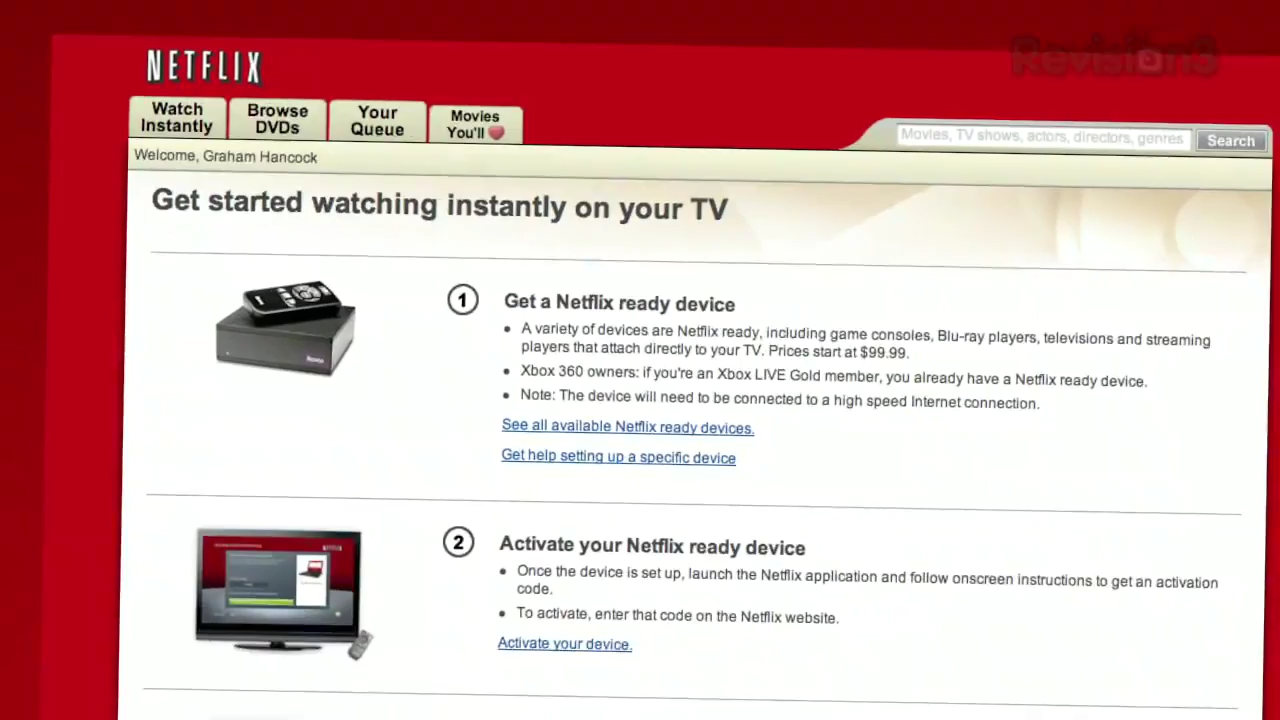 Revision3
NETFLIX
Watch
Instantly
Browse
DVDs
Your
Queue
Movies
You'll
Movies, TV shows, actors, directors, genres
Search
Welcome, Graham Hancock
Get started watching instantly on your TV
1
Get a Netflix ready device
• A variety of devices are Netflix ready, including game consoles, Blu-ray players, televisions and streaming
players that attach directly to your TV. Prices start at $99.99.
• Xbox 360 owners: if you're an Xbox LIVE Gold member, you already have a Netflix ready device.
• Note: The device will need to be connected to a high speed Internet connection.
See all available Netflix ready devices.
Get help setting up a specific device
2
Activate your Netflix ready device
• Once the device is set up, launch the Netflix application and follow onscreen instructions to get an activation
code.
• To activate, enter that code on the Netflix website.
Activate your device.